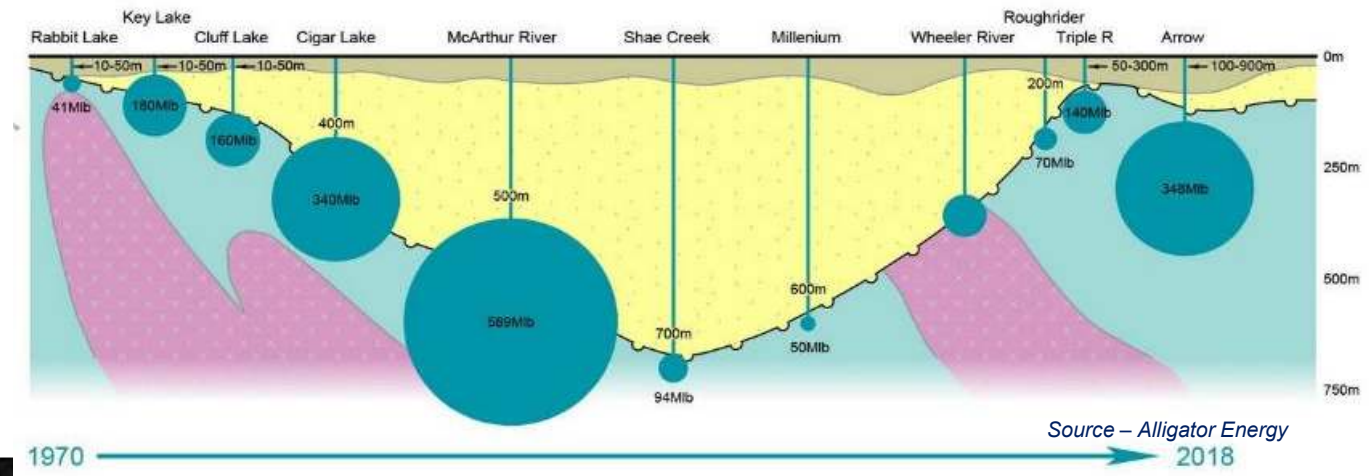 Key Lake
Roughrider
Rabbit Lake
Cluff Lake
Cigar Lake
McArthur River
Shae Creek
Millenium
Wheeler River
Triple R
Arrow
0m
10-50m
10-50m
10-50m
50-300m
100-900m
200m
41Mlb
180Mlb
140Mlb
400m
160Mlb
70Mlb
250m
340Mlb
500m
348Mlb
500m
600m
569Mlb
700m
50Mlb
94Mlb
750m
Source – Alligator Energy
1970
2018